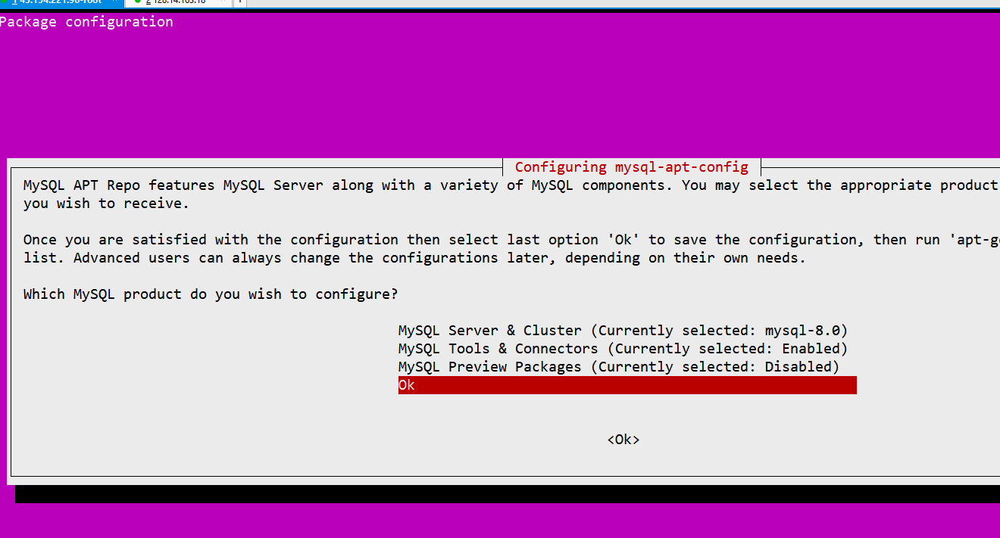 Package configuration
Configuring mysql-apt-config
MySQL APT Repo features MySQL Server along with a variety of MySQL components. You may select the appropriate product
you wish to receive.
Once you are satisfied with the configuration then select last option 'Ok' to save the configuration, then run 'apt-g
list. Advanced users can always change the configurations later, depending on their own needs.
Which MySQL product do you wish to configure?
MySQL Server & Cluster (Currently selected: mysql-8.0)
MySQL Tools & Connectors (Currently selected: Enabled)
MySQL Preview Packages (Currently selected: Disabled)
Ok
<Ok>